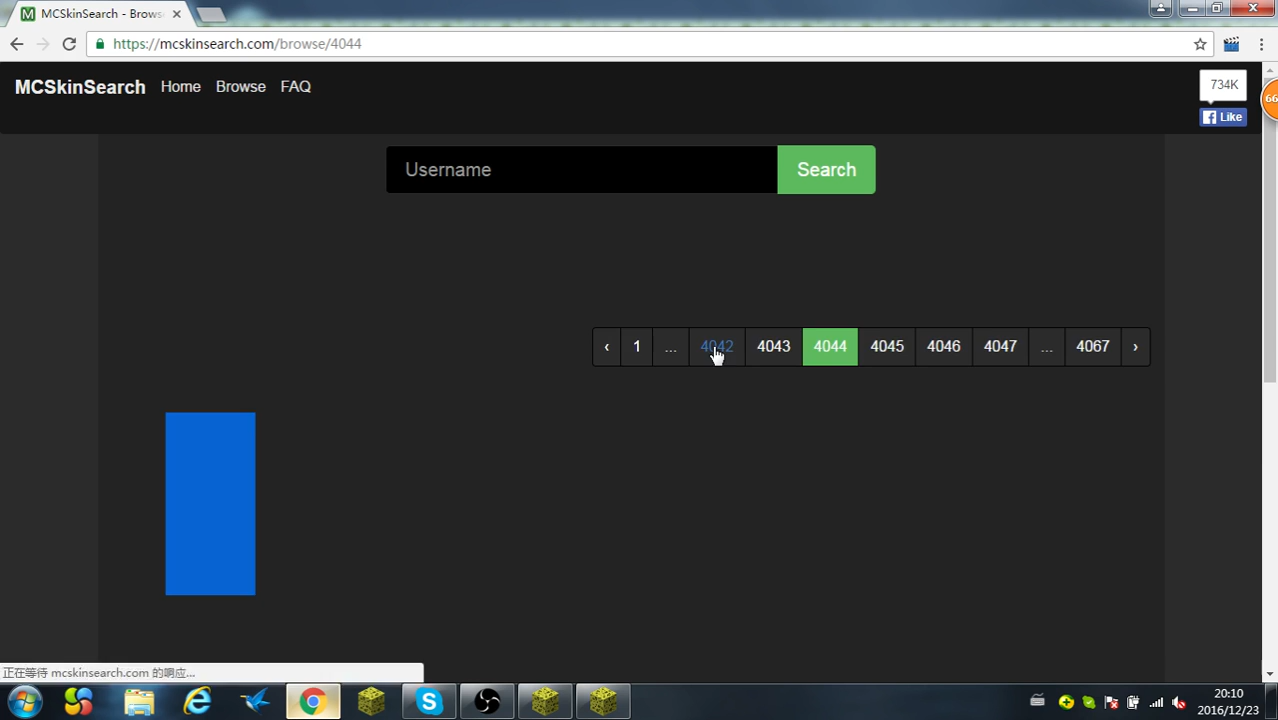 MCSkinSearch - Brows
https://mcskinsearch.com/browse/4044
MCSkinSearch Home Browse FAQ
734K
66
Like
Username
Search
‹ 1 ... 4042 4043 4044 4045 4046 4047 ... 4067 ›
正在等待 mcskinsearch.com 的响应...
20:10
2016/12/23